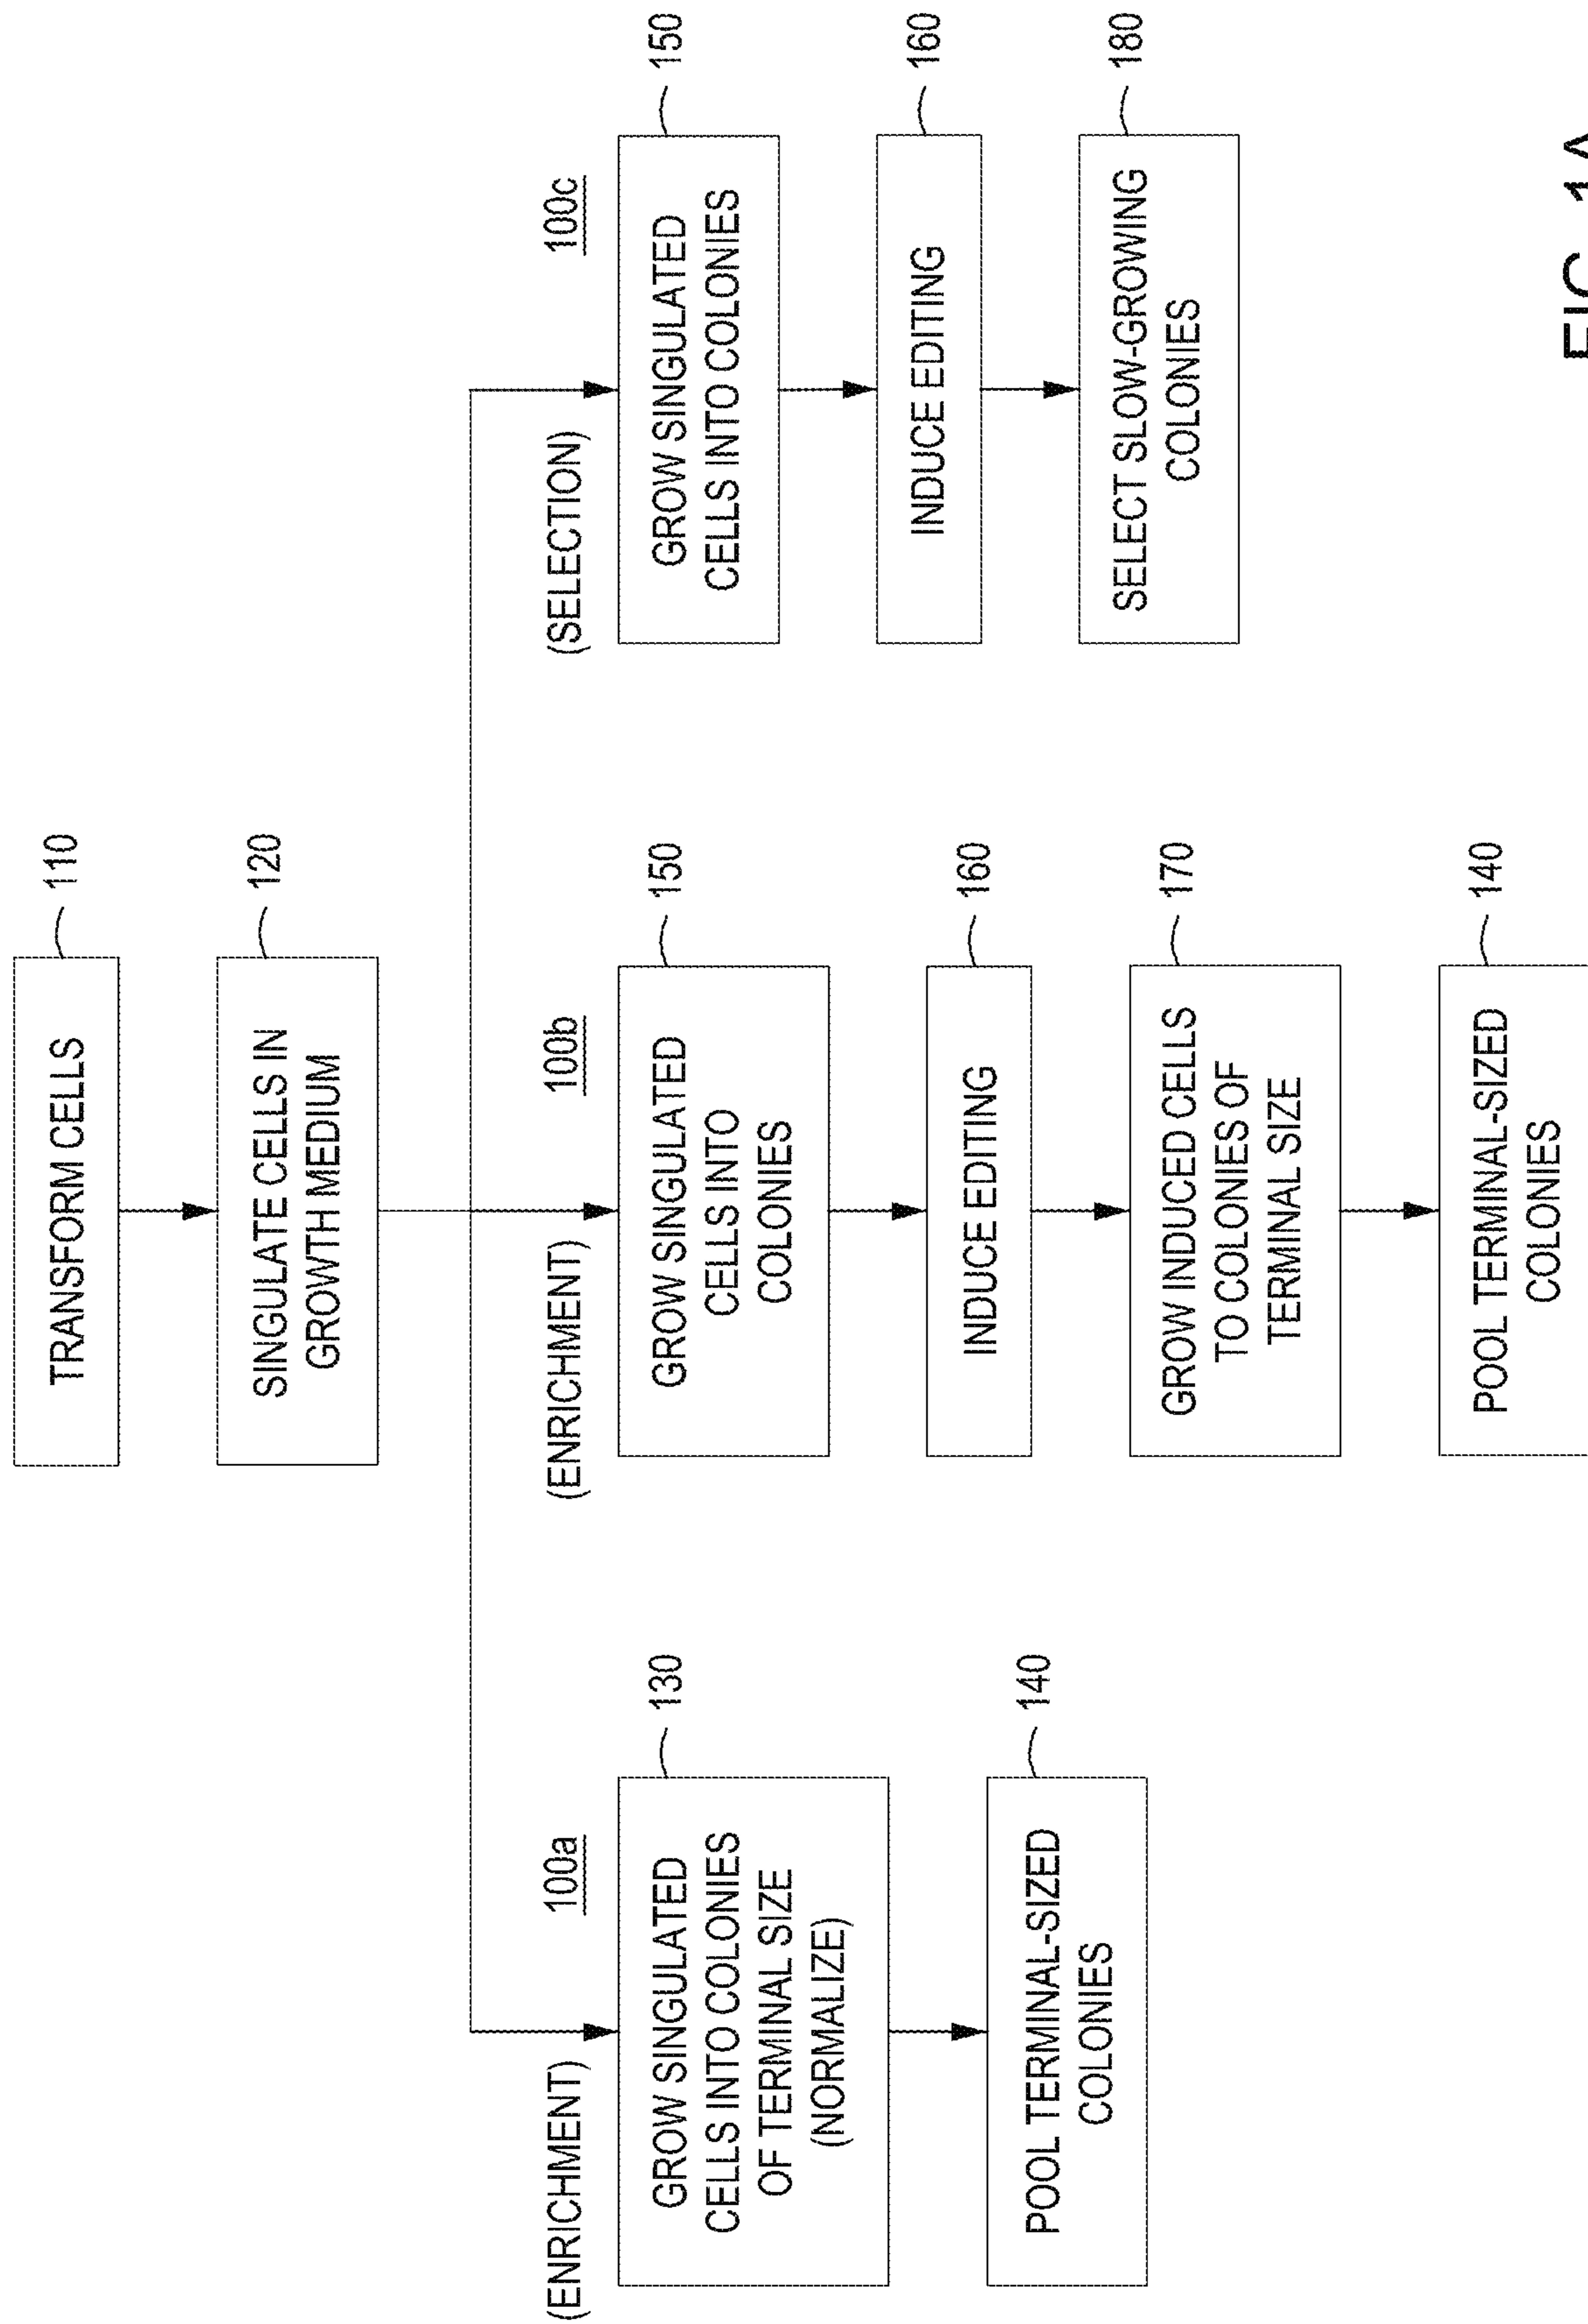 TRANSFORM CELLS
110
SINGULATE CELLS IN
GROWTH MEDIUM
120
(ENRICHMENT)
100a
GROW SINGULATED
CELLS INTO COLONIES
OF TERMINAL SIZE
(NORMALIZE)
130
POOL TERMINAL-SIZED
COLONIES
140
(ENRICHMENT)
100b
GROW SINGULATED
CELLS INTO
COLONIES
150
INDUCE EDITING
160
GROW INDUCED CELLS
TO COLONIES OF
TERMINAL SIZE
170
POOL TERMINAL-SIZED
COLONIES
140
(SELECTION)
100c
GROW SINGULATED
CELLS INTO COLONIES
150
INDUCE EDITING
160
SELECT SLOW-GROWING
COLONIES
180
FIG. 1A